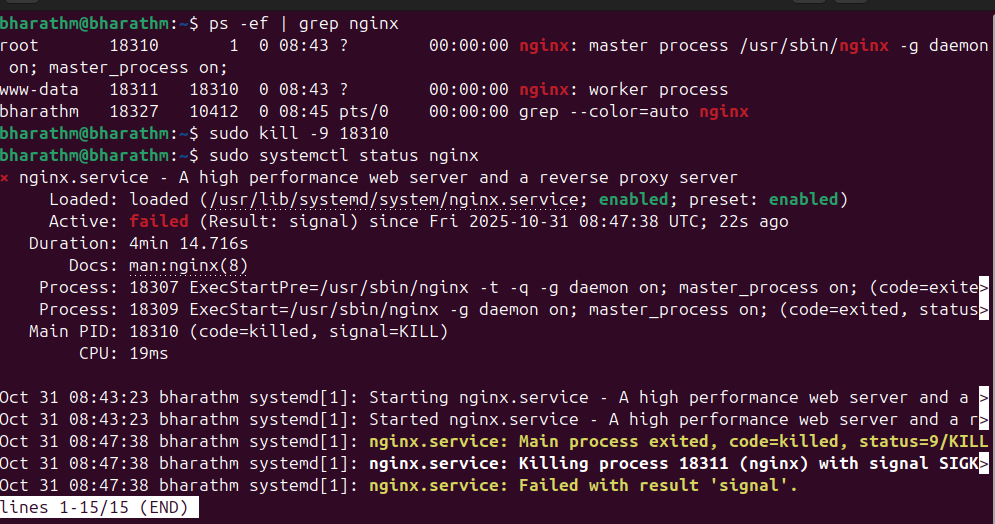 bharathm@bharathm:~$ ps -ef | grep nginx
root       18310       1  0 08:43 ?        00:00:00 nginx: master process /usr/sbin/nginx -g daemon
 on; master_process on;
www-data   18311   18310  0 08:43 ?        00:00:00 nginx: worker process
bharathm   18327   10412  0 08:45 pts/0    00:00:00 grep --color=auto nginx
bharathm@bharathm:~$ sudo kill -9 18310
bharathm@bharathm:~$ sudo systemctl status nginx
× nginx.service - A high performance web server and a reverse proxy server
     Loaded: loaded (/usr/lib/systemd/system/nginx.service; enabled; preset: enabled)
     Active: failed (Result: signal) since Fri 2025-10-31 08:47:38 UTC; 22s ago
   Duration: 4min 14.716s
       Docs: man:nginx(8)
    Process: 18307 ExecStartPre=/usr/sbin/nginx -t -q -g daemon on; master_process on; (code=exite>
    Process: 18309 ExecStart=/usr/sbin/nginx -g daemon on; master_process on; (code=exited, status>
   Main PID: 18310 (code=killed, signal=KILL)
        CPU: 19ms

Oct 31 08:43:23 bharathm systemd[1]: Starting nginx.service - A high performance web server and a >
Oct 31 08:43:23 bharathm systemd[1]: Started nginx.service - A high performance web server and a r>
Oct 31 08:47:38 bharathm systemd[1]: nginx.service: Main process exited, code=killed, status=9/KILL
Oct 31 08:47:38 bharathm systemd[1]: nginx.service: Killing process 18311 (nginx) with signal SIGK>
Oct 31 08:47:38 bharathm systemd[1]: nginx.service: Failed with result 'signal'.
lines 1-15/15 (END)